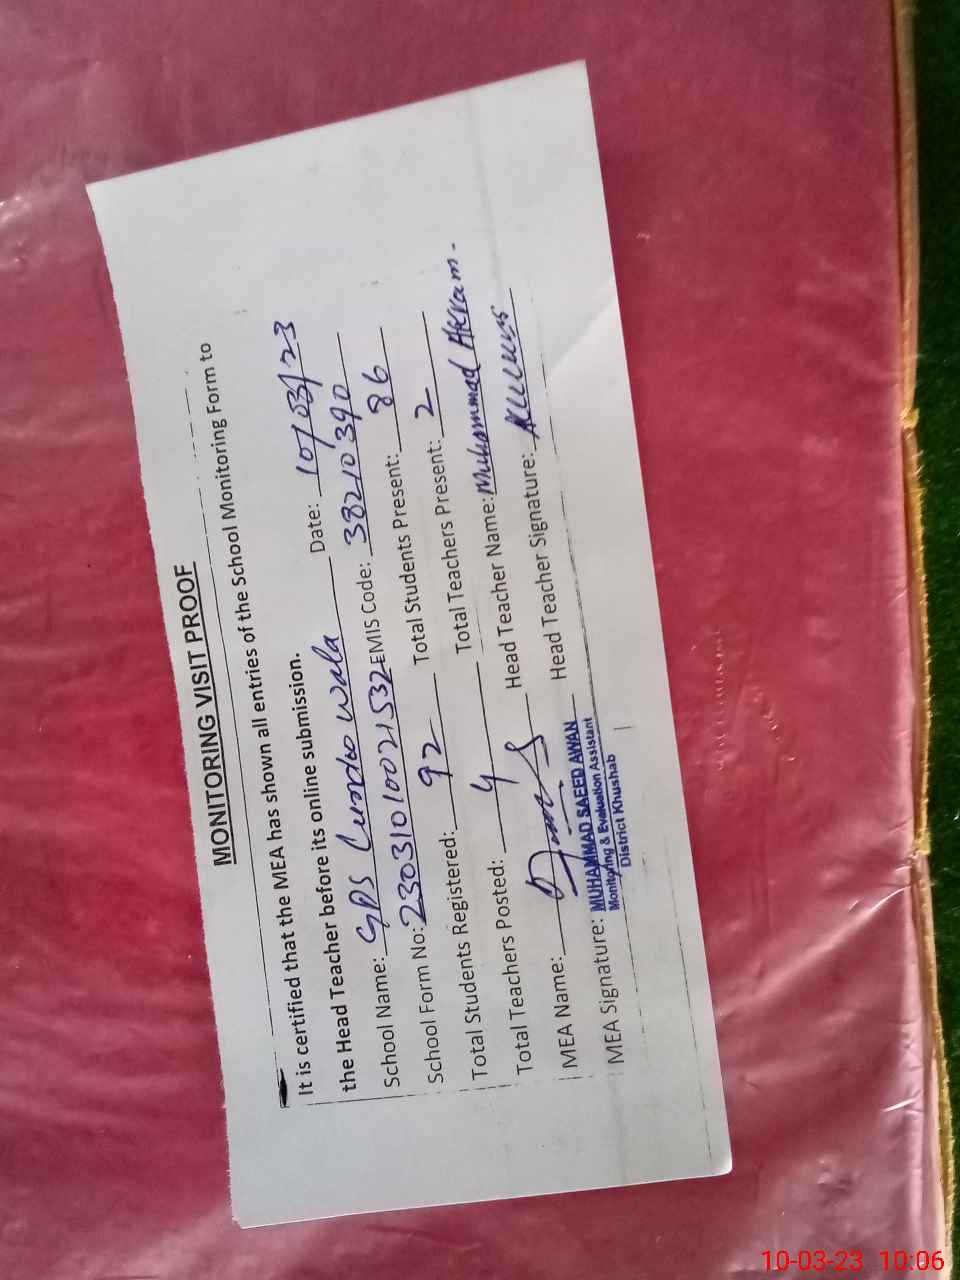 MONITORING VISIT PROOF
It is certified that the MEA has shown all entries of the School Monitoring Form to
the Head Teacher before its online submission.
School Name: GPS Cundoo Wala Date: 10/03/23
School Form No: 23031010021532 EMIS Code: 38210390
Total Students Registered: 92 Total Students Present: 86
Total Teachers Posted: 4 Total Teachers Present: 2
MEA Name: Head Teacher Name: Muhammad Akram.
MEA Signature: Head Teacher Signature:
MUHAMMAD SAEED AWAN
Monitoring & Evaluation Assistant
District Khushab
10-03-23 10:06